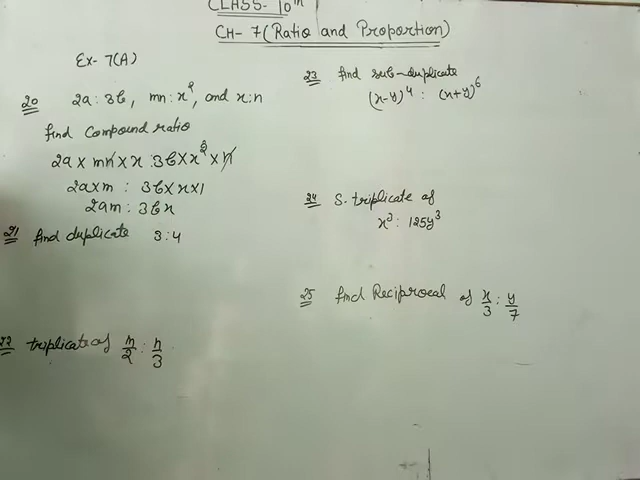 CLASS- 10th
CH- 7 (Ratio and Proportion)
Ex- 7(A)
20 2a : 3b, mn : x², and x : n
find Compound ratio
2a × mn × x : 3b × x² × n
2a × m : 3b × x × 1
2am : 3bx
21 find duplicate 3 : 4
22 triplicate of m/2 : n/3
23 find sub-duplicate
(x-y)⁴ : (x+y)⁶
24 S. triplicate of
x³ : 125y³
25 find Reciprocal of x/3 : y/7